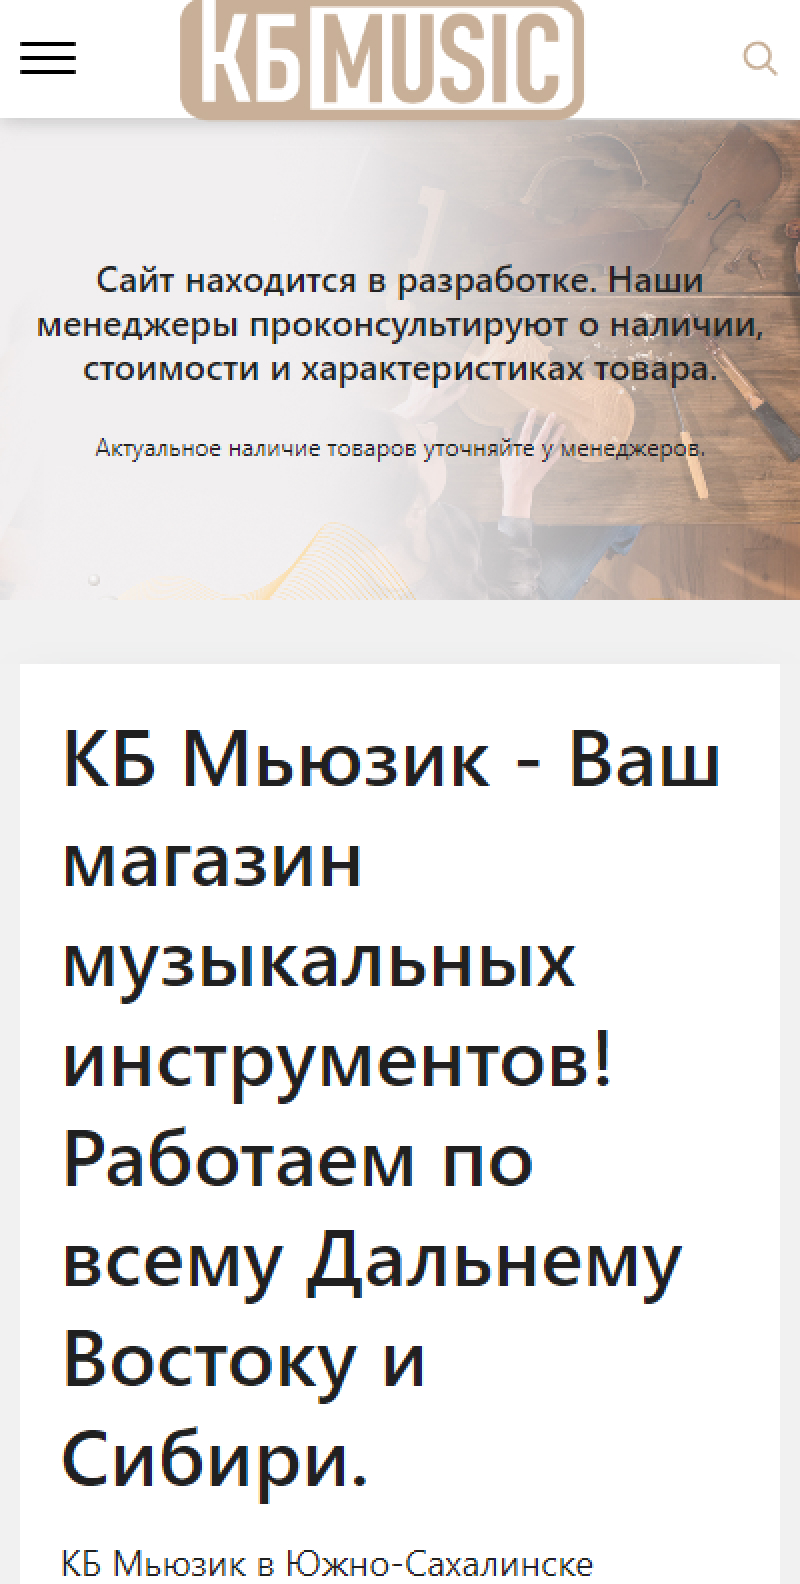 КБ MUSIC
Сайт находится в разработке. Наши
менеджеры проконсультируют о наличии,
стоимости и характеристиках товара.
Актуальное наличие товаров уточняйте у менеджеров.
КБ Мьюзик - Ваш
магазин
музыкальных
инструментов!
Работаем по
всему Дальнему
Востоку и
Сибири.
КБ Мьюзик в Южно-Сахалинске